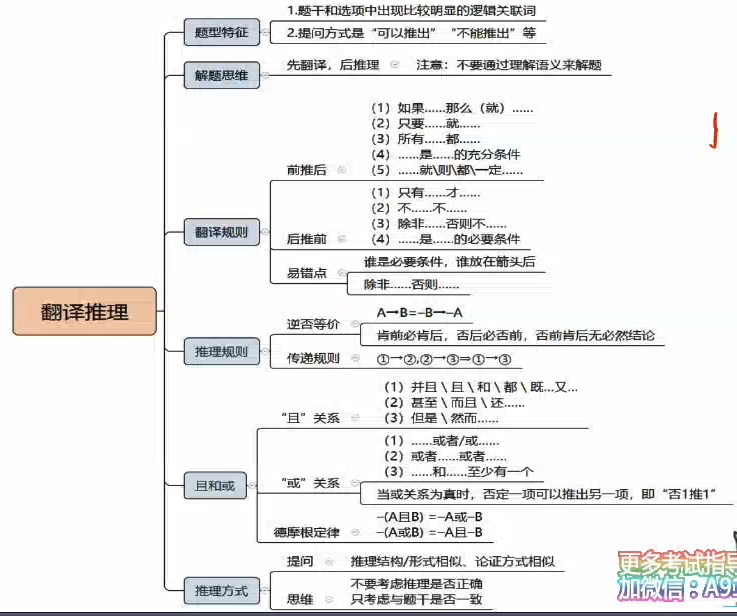 翻译推理
题型特征
1.题干和选项中出现比较明显的逻辑关联词
2.提问方式是“可以推出”“不能推出”等
解题思维
先翻译，后推理
注意：不要通过理解语义来解题
翻译规则
前推后
（1）如果……那么（就）……
（2）只要……就……
（3）所有……都……
（4）……是……的充分条件
（5）……就\则\都\一定……
后推前
（1）只有……才……
（2）不……不……
（3）除非……否则不……
（4）……是……的必要条件
易错点
谁是必要条件，谁放在箭头后
除非……否则……
推理规则
逆否等价
A→B=–B→–A
肯前必肯后，否后必否前，否前肯后无必然结论
传递规则
①→②,②→③⇒①→③
且和或
“且”关系
（1）并且 \ 且 \ 和 \ 都 \ 既…又…
（2）甚至 \ 而且 \ 还……
（3）但是 \ 然而……
“或”关系
（1）……或者/或……
（2）或者……或者……
（3）……和……至少有一个
当或关系为真时，否定一项可以推出另一项，即“否1推1”
德摩根定律
–(A且B) =–A或–B
–(A或B) =–A且–B
推理方式
提问
推理结构/形式相似、论证方式相似
思维
不要考虑推理是否正确
只考虑与题干是否一致
更多考试指导
加微信：A95